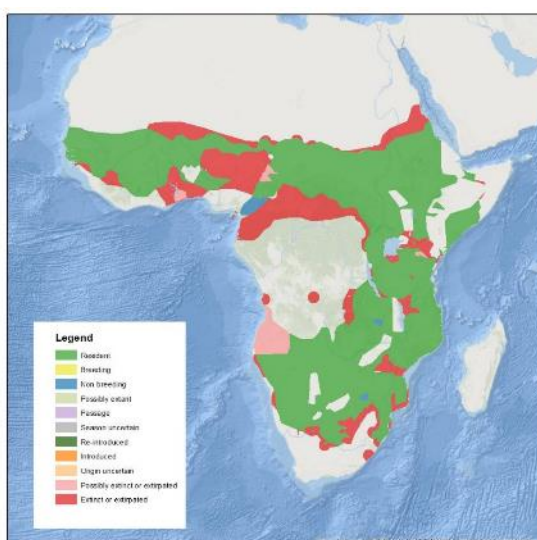 Legend
Resident
Breeding
Non breeding
Possibly extant
Passage
Season uncertain
Re-introduced
Introduced
Origin uncertain
Possibly extinct or extirpated
Extinct or extirpated